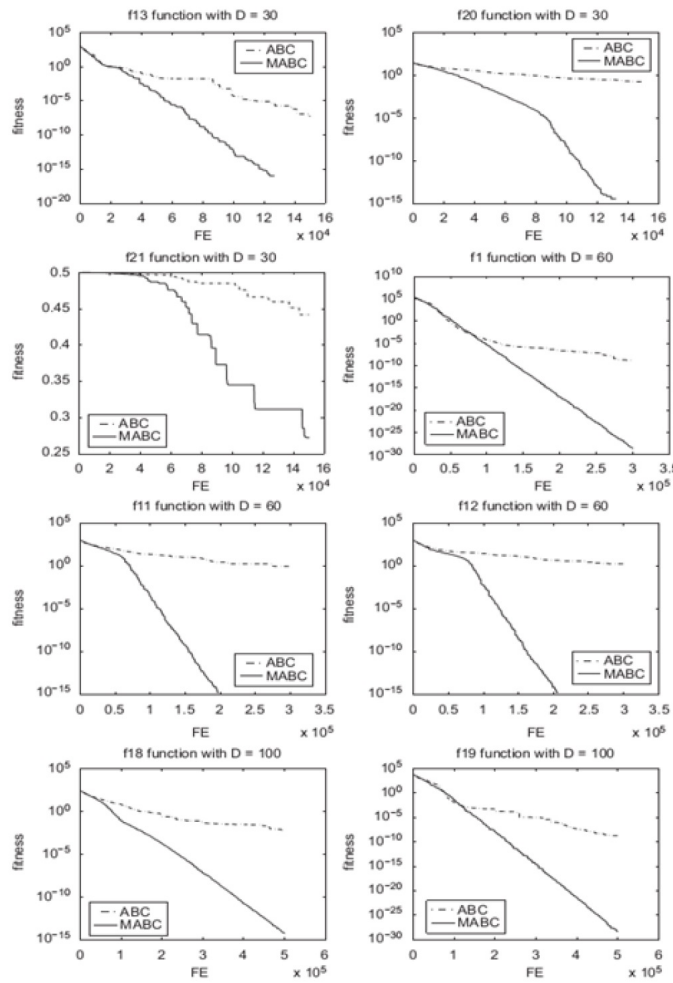 f13 function with D = 30
ABC
MABC
fitness
10^5
10^0
10^−5
10^−10
10^−15
10^−20
0 2 4 6 8 10 12 14 16
FE
x 10^4
f20 function with D = 30
ABC
MABC
fitness
10^5
10^0
10^−5
10^−10
10^−15
0 2 4 6 8 10 12 14 16
FE
x 10^4
f21 function with D = 30
ABC
MABC
fitness
0.5
0.45
0.4
0.35
0.3
0.25
0 2 4 6 8 10 12 14 16
FE
x 10^4
f1 function with D = 60
ABC
MABC
fitness
10^10
10^5
10^0
10^−5
10^−10
10^−15
10^−20
10^−25
10^−30
0 0.5 1 1.5 2 2.5 3 3.5
FE
x 10^5
f11 function with D = 60
ABC
MABC
fitness
10^5
10^0
10^−5
10^−10
10^−15
0 0.5 1 1.5 2 2.5 3 3.5
FE
x 10^5
f12 function with D = 60
ABC
MABC
fitness
10^5
10^0
10^−5
10^−10
10^−15
0 0.5 1 1.5 2 2.5 3 3.5
FE
x 10^5
f18 function with D = 100
ABC
MABC
fitness
10^5
10^0
10^−5
10^−10
10^−15
0 1 2 3 4 5 6
FE
x 10^5
f19 function with D = 100
ABC
MABC
fitness
10^5
10^0
10^−5
10^−10
10^−15
10^−20
10^−25
10^−30
0 1 2 3 4 5 6
FE
x 10^5